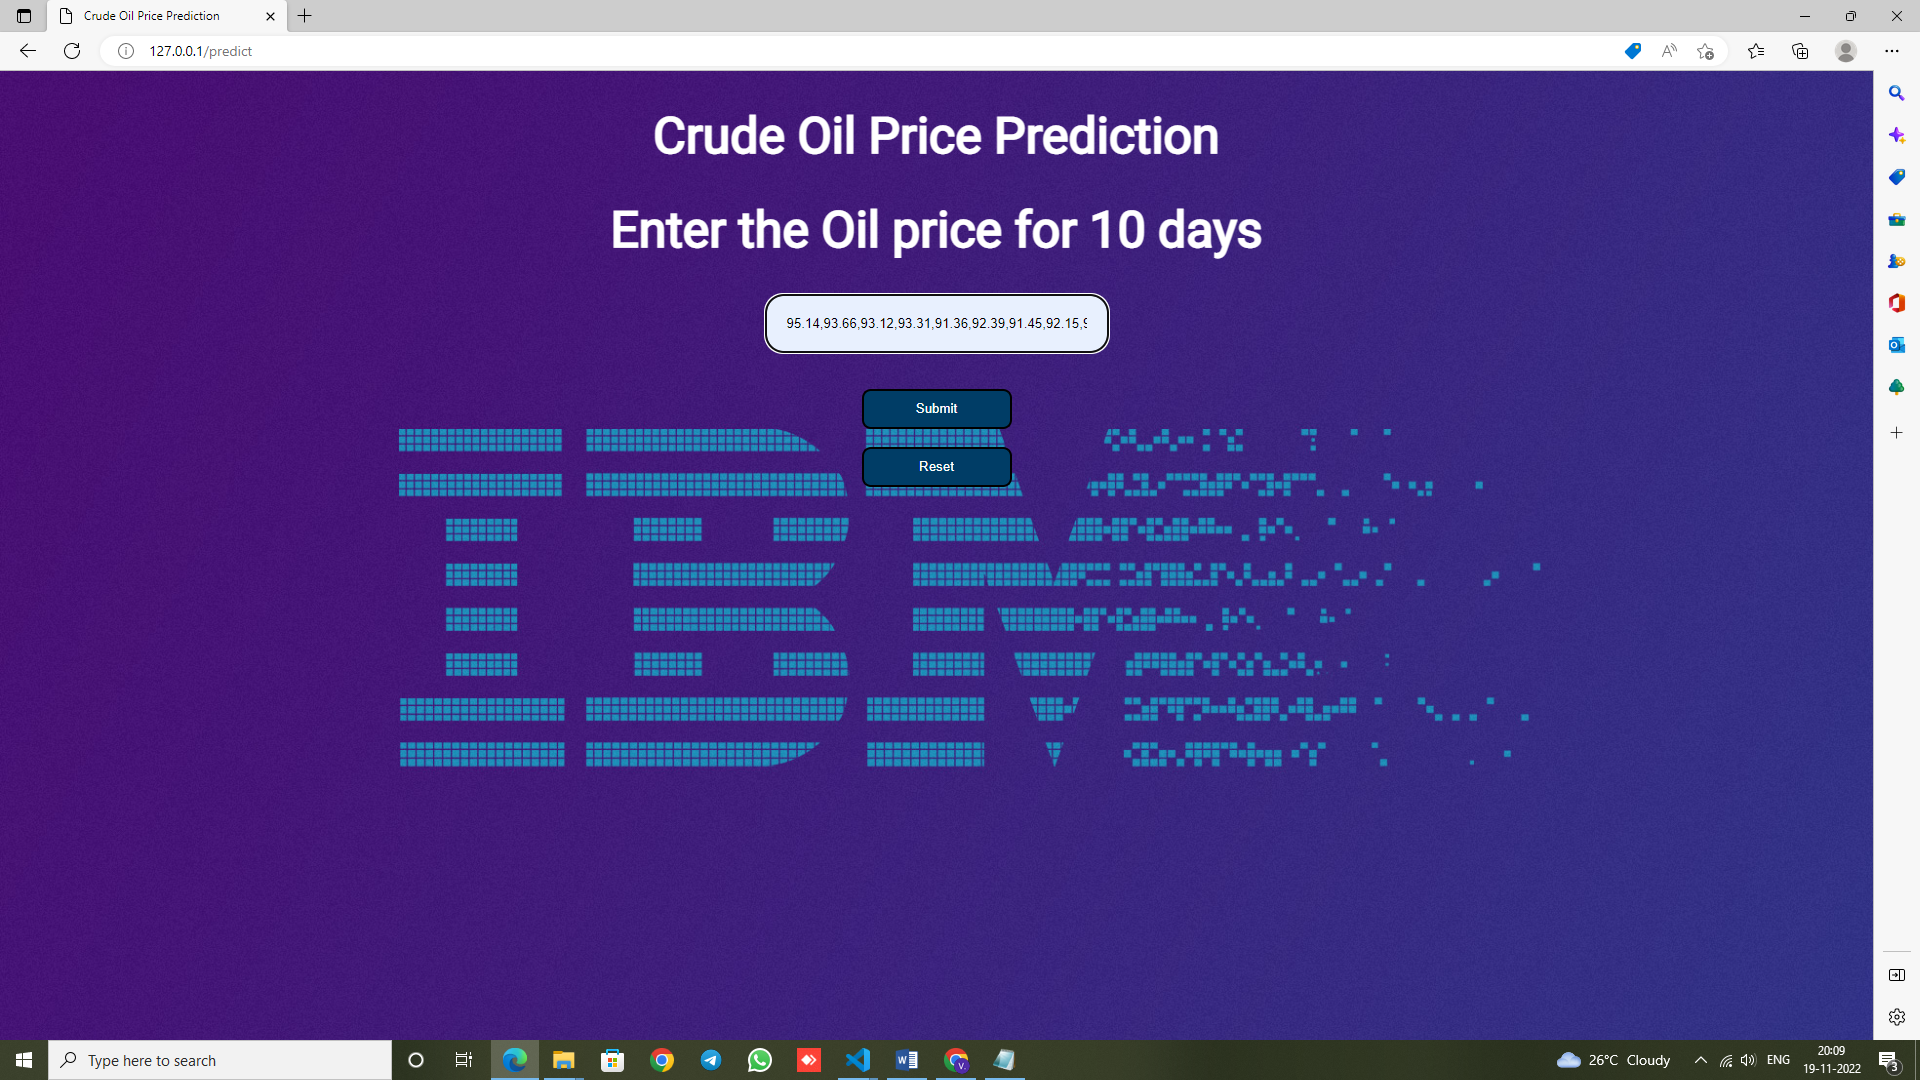 Crude Oil Price Prediction
127.0.0.1/predict
Crude Oil Price Prediction
Enter the Oil price for 10 days
95.14,93.66,93.12,93.31,91.36,92.39,91.45,92.15,9
Submit
Reset
IBM
Type here to search
V.
26°C Cloudy
ENG
20:09
19-11-2022
3